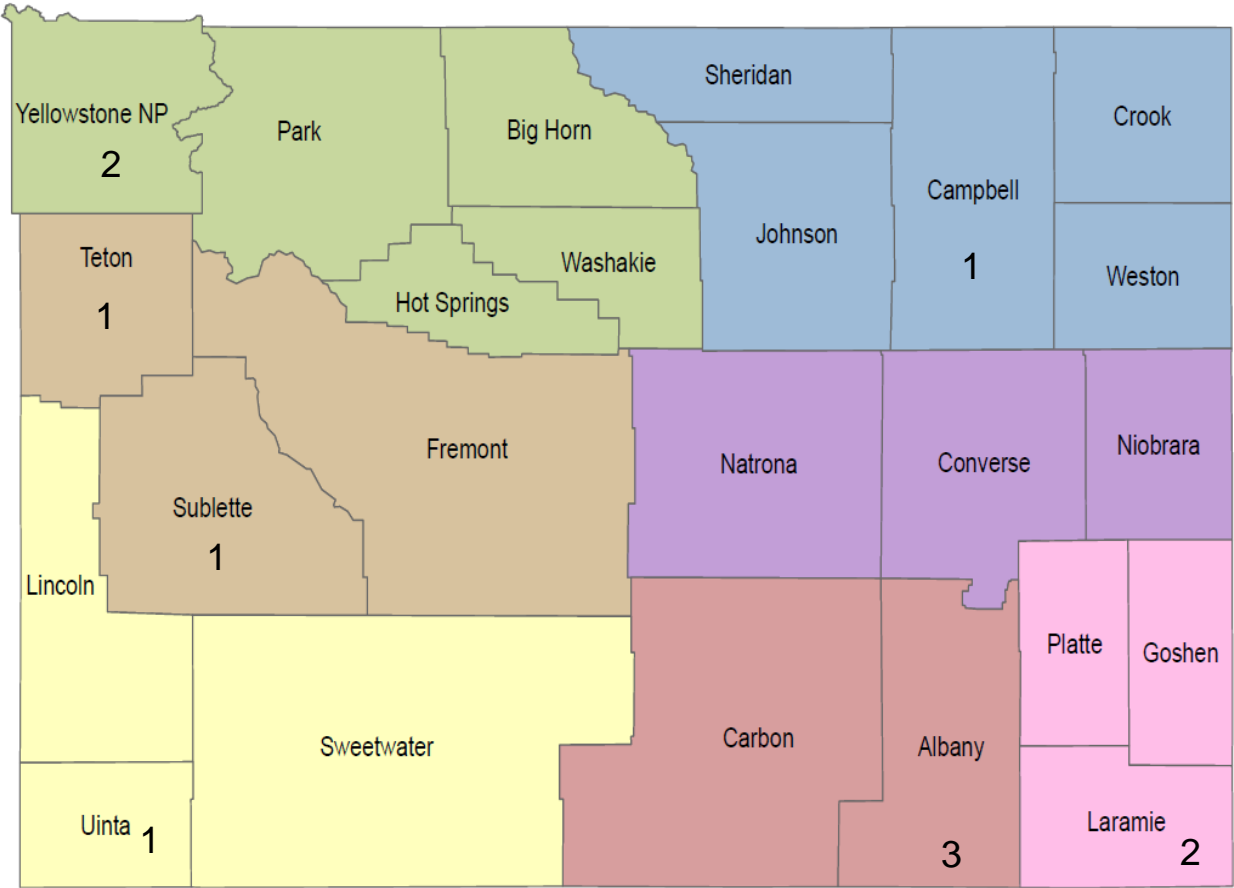 Sheridan
Yellowstone NP
Park
Big Horn
Crook
2
Campbell
Johnson
Teton
Washakie
1
Weston
Hot Springs
1
Fremont
Natrona
Converse
Niobrara
Sublette
1
Lincoln
Platte
Goshen
Sweetwater
Carbon
Albany
Uinta 1
Laramie
3
2